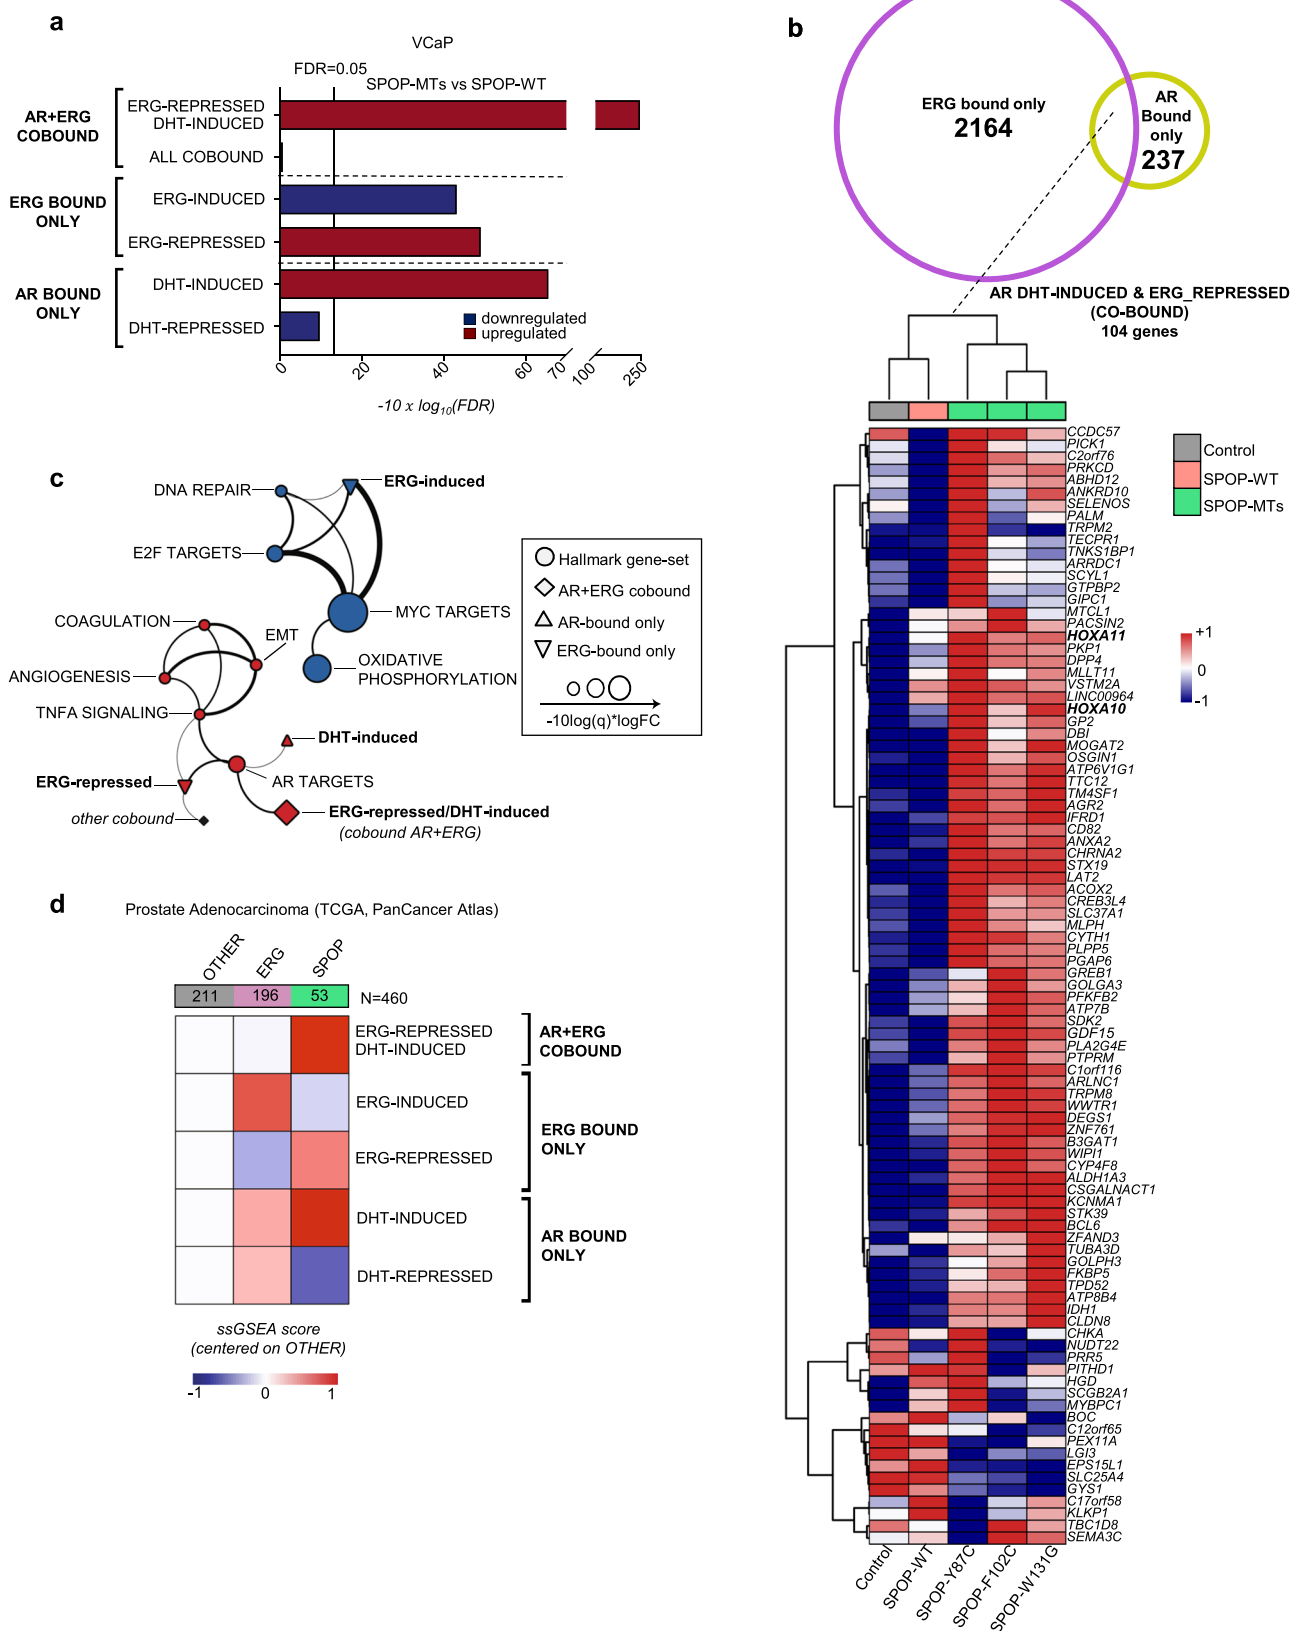 a
VCaP
FDR=0.05
SPOP-MTs vs SPOP-WT
AR+ERG
COBOUND
ERG-REPRESSED
DHT-INDUCED
ALL COBOUND
ERG BOUND
ONLY
ERG-INDUCED
ERG-REPRESSED
AR BOUND
ONLY
DHT-INDUCED
DHT-REPRESSED
downregulated
upregulated
0
20
40
60
70
100
250
-10 x log10(FDR)
b
ERG bound only
2164
AR
Bound
only
237
AR DHT-INDUCED & ERG_REPRESSED
(CO-BOUND)
104 genes
Control
SPOP-WT
SPOP-MTs
+1
0
-1
CCDC57
PICK1
C2orf76
PRKCD
ABHD12
ANKRD10
SELENOS
PALM
TRPM2
TECPR1
TNKS1BP1
ARRDC1
SCYL1
GTPBP2
GIPC1
MTCL1
PACSIN2
HOXA11
PKP1
DPP4
MLLT11
VSTM2A
LINC00964
HOXA10
GP2
DBI
MOGAT2
OSGIN1
ATP6V1G1
TTC12
TM4SF1
AGR2
IFRD1
CD82
ANXA2
CHRNA2
STX19
LAT2
ACOX2
CREB3L4
SLC37A1
MLPH
CYTH1
PLPP5
PGAP6
GREB1
GOLGA3
PFKFB2
ATP7B
SDK2
GDF15
PLA2G4E
PTPRM
C1orf116
ARLNC1
TRPM8
WWTR1
DEGS1
ZNF761
B3GAT1
WIPI1
CYP4F8
ALDH1A3
CSGALNACT1
KCNMA1
STK39
BCL6
ZFAND3
TUBA3D
GOLPH3
FKBP5
TPD52
ATP8B4
IDH1
CLDN8
CHKA
NUDT22
PRR5
PITHD1
HGD
SCGB2A1
MYBPC1
BOC
C12orf65
PEX11A
LGI3
EPS15L1
SLC25A4
GYS1
C17orf58
KLKP1
TBC1D8
SEMA3C
Control
SPOP-WT
SPOP-Y87C
SPOP-F102C
SPOP-W131G
c
DNA REPAIR
ERG-induced
E2F TARGETS
MYC TARGETS
COAGULATION
EMT
OXIDATIVE
PHOSPHORYLATION
ANGIOGENESIS
TNFA SIGNALING
DHT-induced
AR TARGETS
ERG-repressed
other cobound
ERG-repressed/DHT-induced
(cobound AR+ERG)
Hallmark gene-set
AR+ERG cobound
AR-bound only
ERG-bound only
-10log(q)*logFC
d
Prostate Adenocarcinoma (TCGA, PanCancer Atlas)
OTHER
ERG
SPOP
211
196
53
N=460
ERG-REPRESSED
DHT-INDUCED
AR+ERG
COBOUND
ERG-INDUCED
ERG-REPRESSED
ERG BOUND
ONLY
DHT-INDUCED
DHT-REPRESSED
AR BOUND
ONLY
ssGSEA score
(centered on OTHER)
-1
0
1